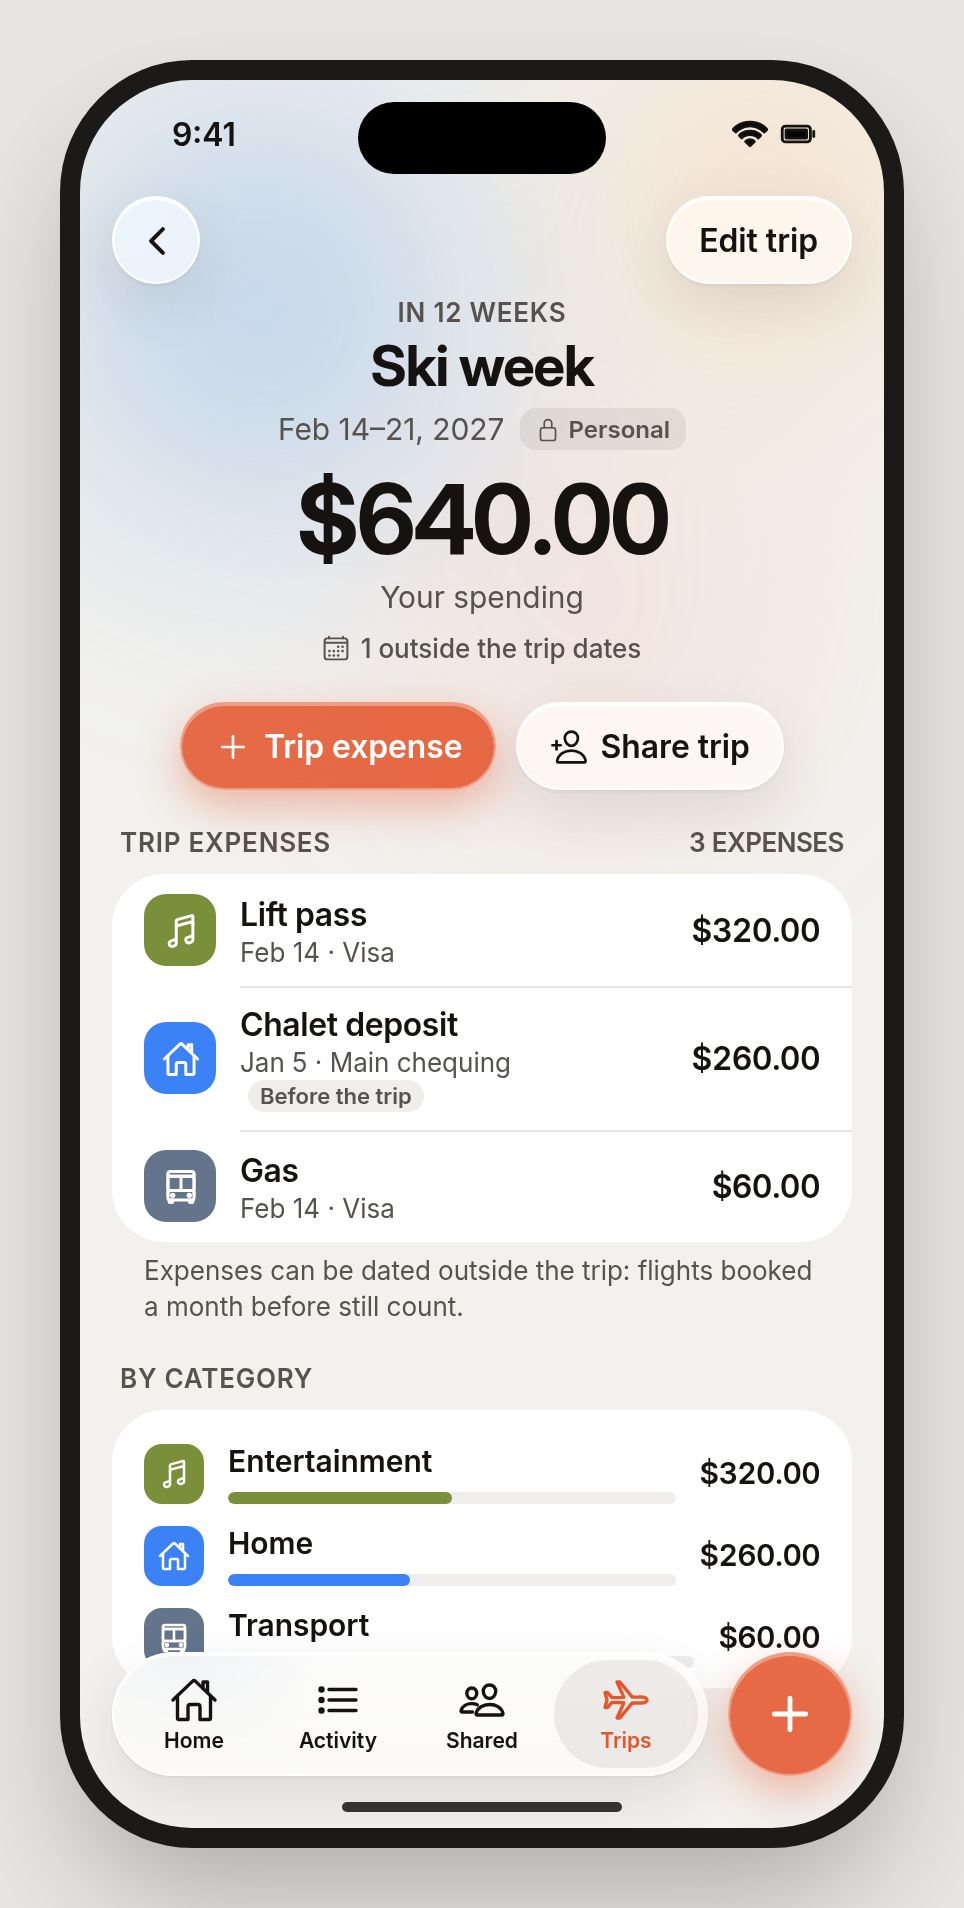 9:41
Edit trip
IN 12 WEEKS
Ski week
Feb 14–21, 2027 Personal
$640.00
Your spending
1 outside the trip dates
Trip expense
Share trip
TRIP EXPENSES 3 EXPENSES
Lift pass
Feb 14 · Visa
$320.00
Chalet deposit
Jan 5 · Main chequing
Before the trip
$260.00
Gas
Feb 14 · Visa
$60.00
Expenses can be dated outside the trip: flights booked
a month before still count.
BY CATEGORY
Entertainment
$320.00
Home
$260.00
Transport
$60.00
Home
Activity
Shared
Trips